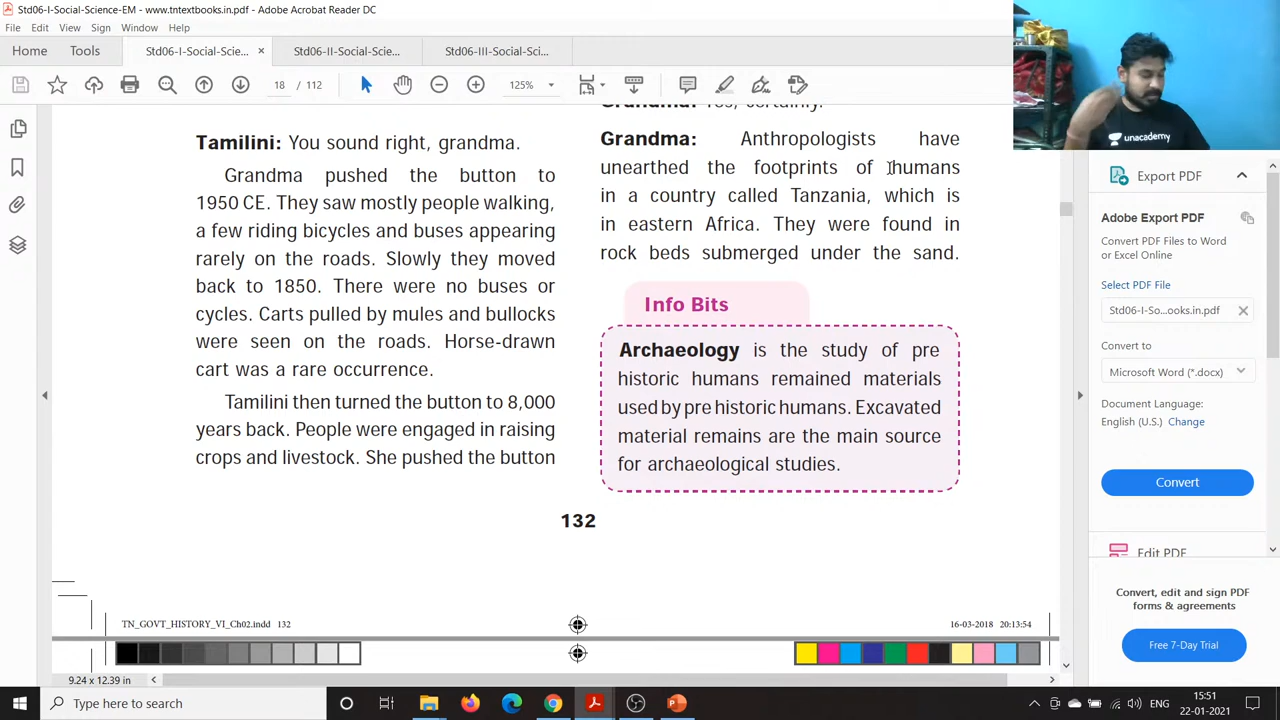 Std06-I-Social-Science-EM - www.tntextbooks.in.pdf - Adobe Acrobat Reader DC
File Edit View Sign Window Help
Home Tools Std06-I-Social-Scie... × Std06-II-Social-Scie... Std06-III-Social-Sci...
18 / 112 125%
Tamilini: You sound right, grandma.
Grandma pushed the button to
1950 CE. They saw mostly people walking,
a few riding bicycles and buses appearing
rarely on the roads. Slowly they moved
back to 1850. There were no buses or
cycles. Carts pulled by mules and bullocks
were seen on the roads. Horse-drawn
cart was a rare occurrence.
Tamilini then turned the button to 8,000
years back. People were engaged in raising
crops and livestock. She pushed the button
Grandma: Yes, certainly.
Grandma: Anthropologists have
unearthed the footprints of humans
in a country called Tanzania, which is
in eastern Africa. They were found in
rock beds submerged under the sand.
Info Bits
Archaeology is the study of pre
historic humans remained materials
used by pre historic humans. Excavated
material remains are the main source
for archaeological studies.
132
TN_GOVT_HISTORY_VI_Ch02.indd 132
16-03-2018 20:13:54
9.24 x 12.39 in
unacademy
Export PDF
Adobe Export PDF
Convert PDF Files to Word
or Excel Online
Select PDF File
Std06-I-So...ooks.in.pdf
Convert to
Microsoft Word (*.docx)
Document Language:
English (U.S.) Change
Convert
Edit PDF
Convert, edit and sign PDF
forms & agreements
Free 7-Day Trial
Type here to search
ENG
15:51
22-01-2021